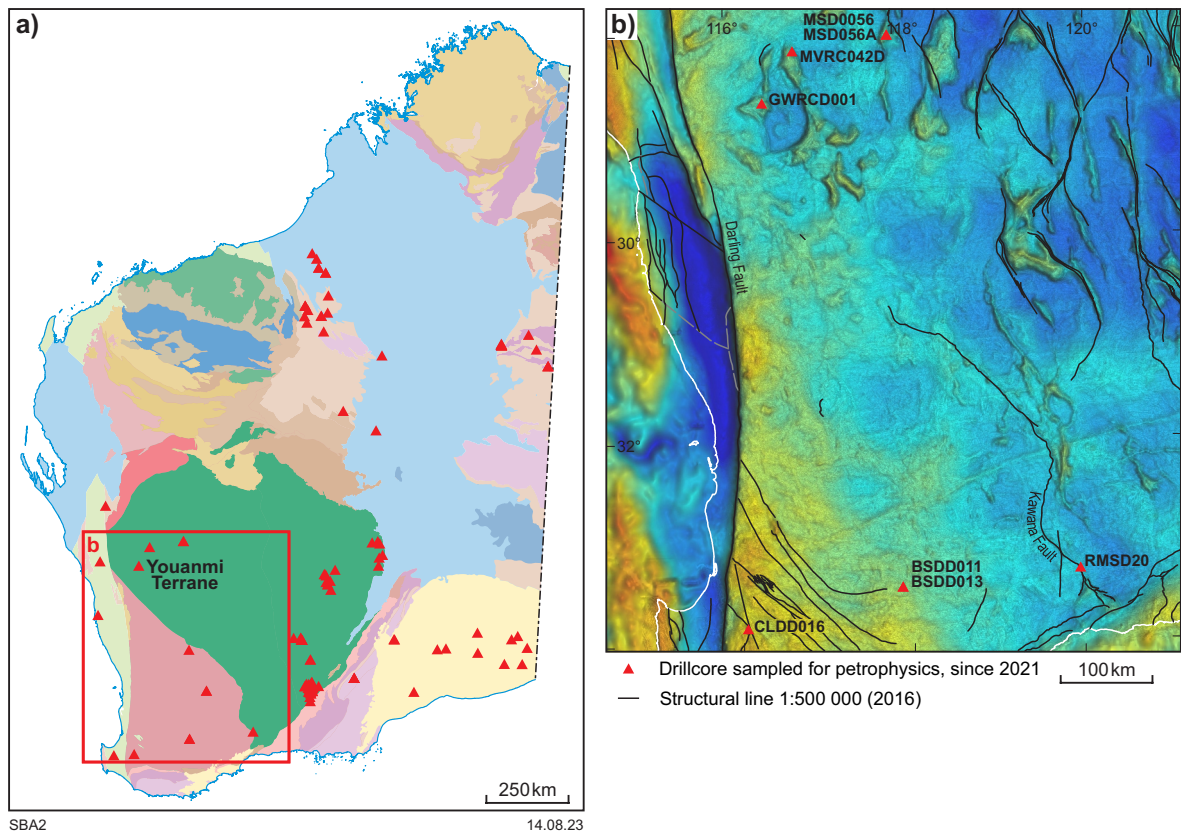 a)
b
Youanmi
Terrane
250 km
SBA2
14.08.23
b)
116°
118°
120°
MSD0056
MSD056A
MVRC042D
GWRCD001
Darling Fault
30°
32°
Kawana Fault
BSDD011
BSDD013
RMSD20
CLDD016
Drillcore sampled for petrophysics, since 2021
100 km
Structural line 1:500 000 (2016)